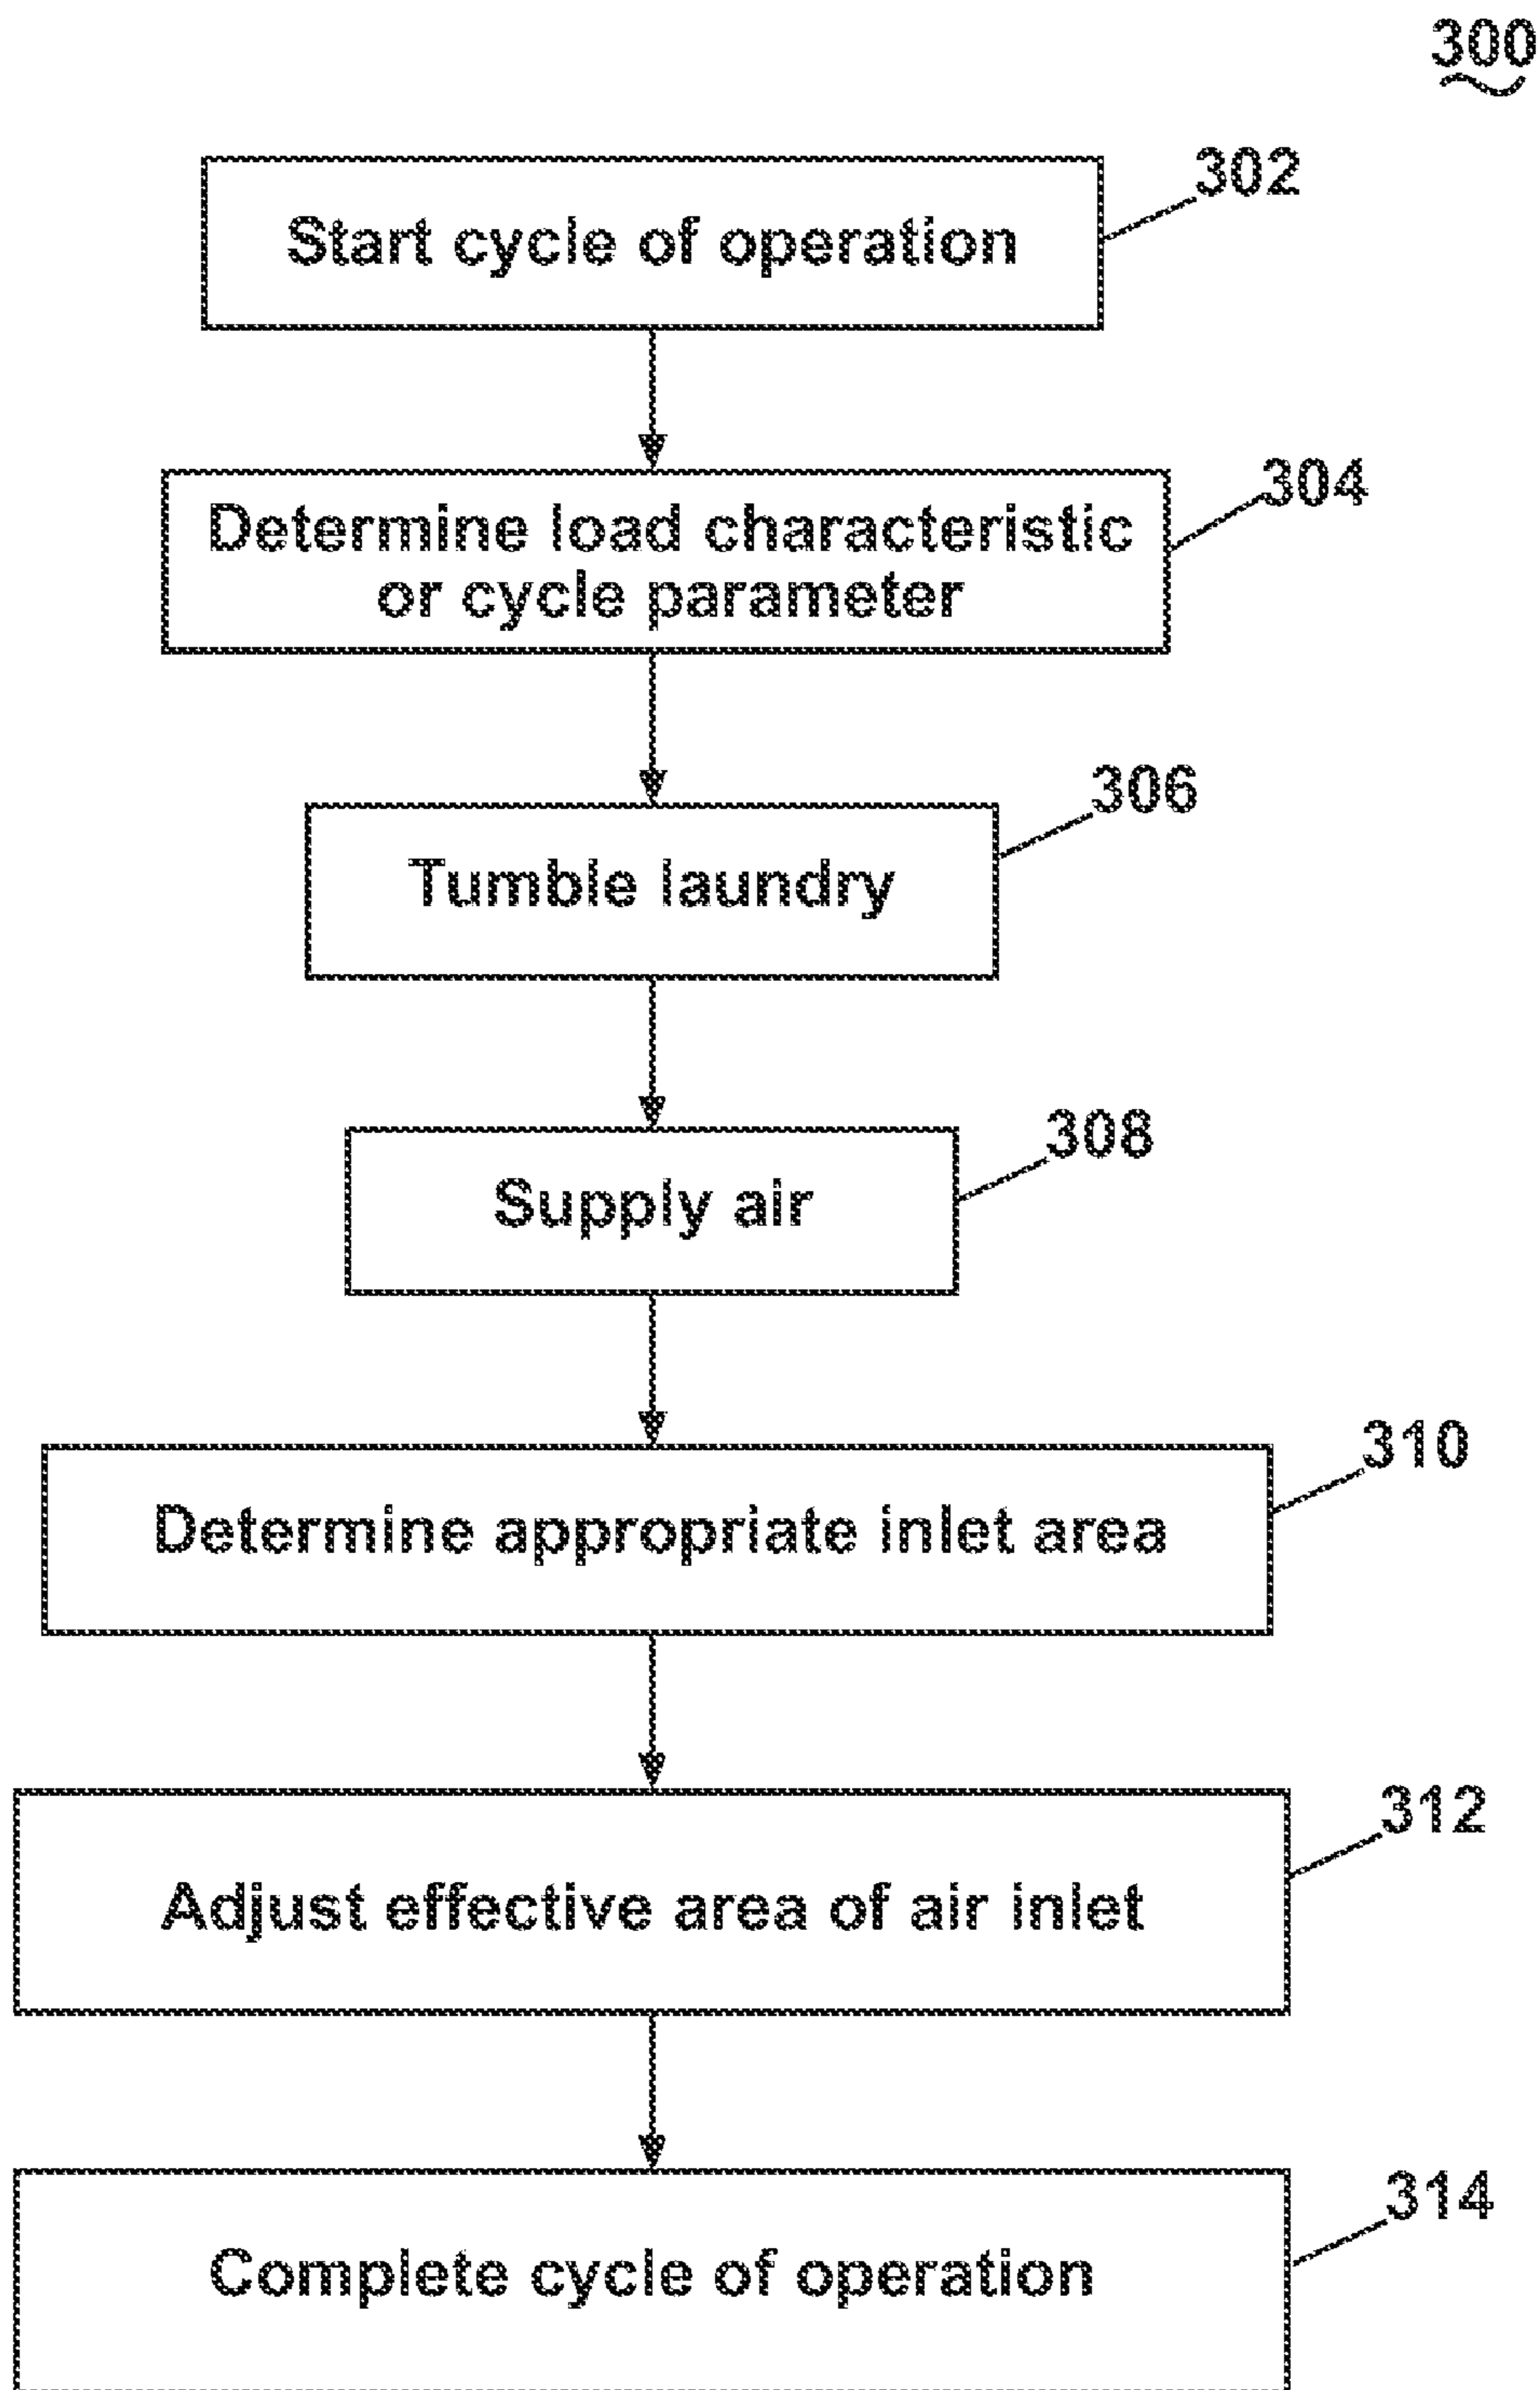 300
302
Start cycle of operation
304
Determine load characteristic
or cycle parameter
306
Tumble laundry
308
Supply air
310
Determine appropriate inlet area
312
Adjust effective area of air inlet
314
Complete cycle of operation